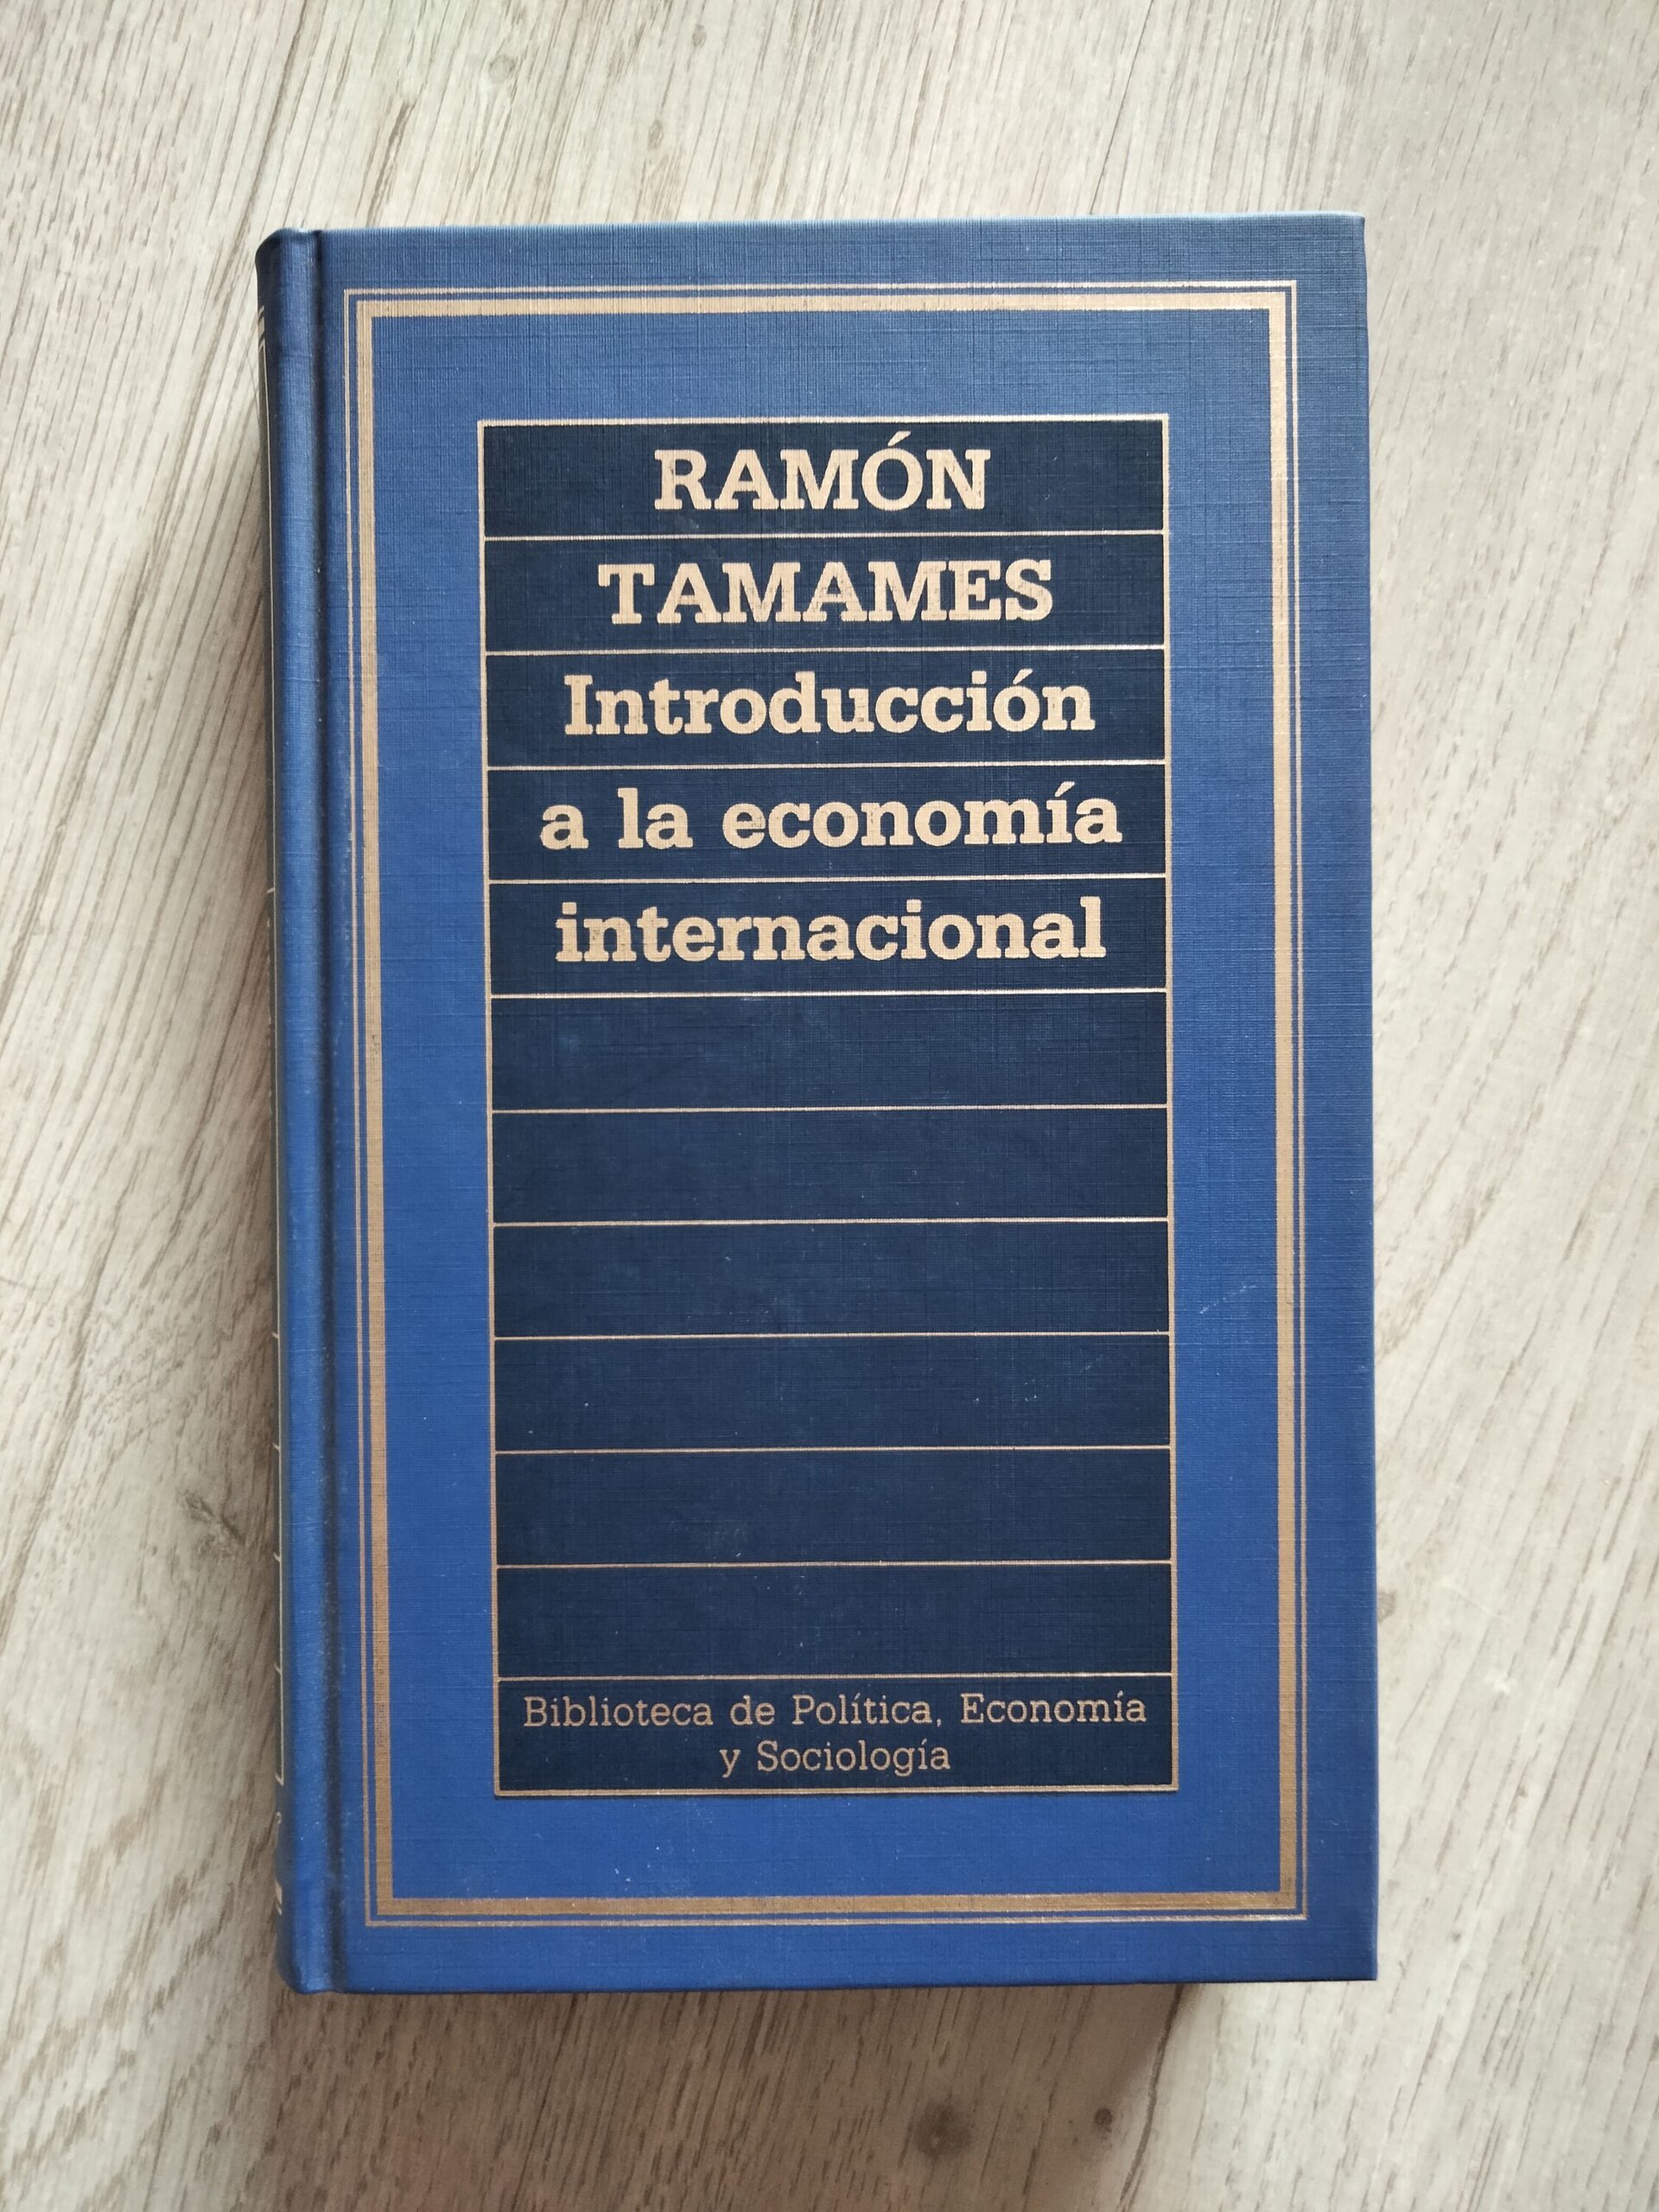 RAMÓN
TAMAMES
Introducción
a la economía
internacional
Biblioteca de Política, Economía
y Sociología